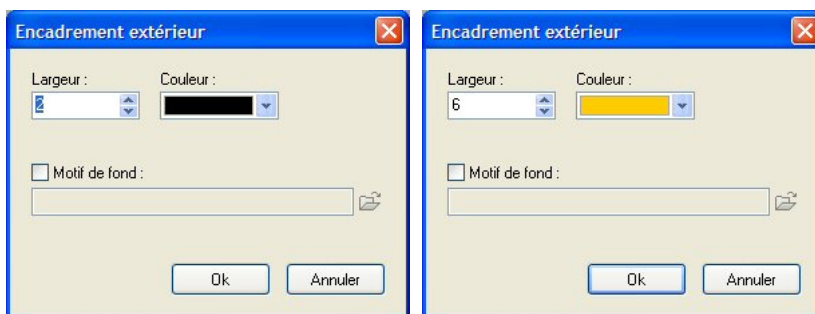 Encadrement extérieur
Largeur :
Couleur :
2
Motif de fond :
Ok
Annuler
Encadrement extérieur
Largeur :
Couleur :
6
Motif de fond :
Ok
Annuler